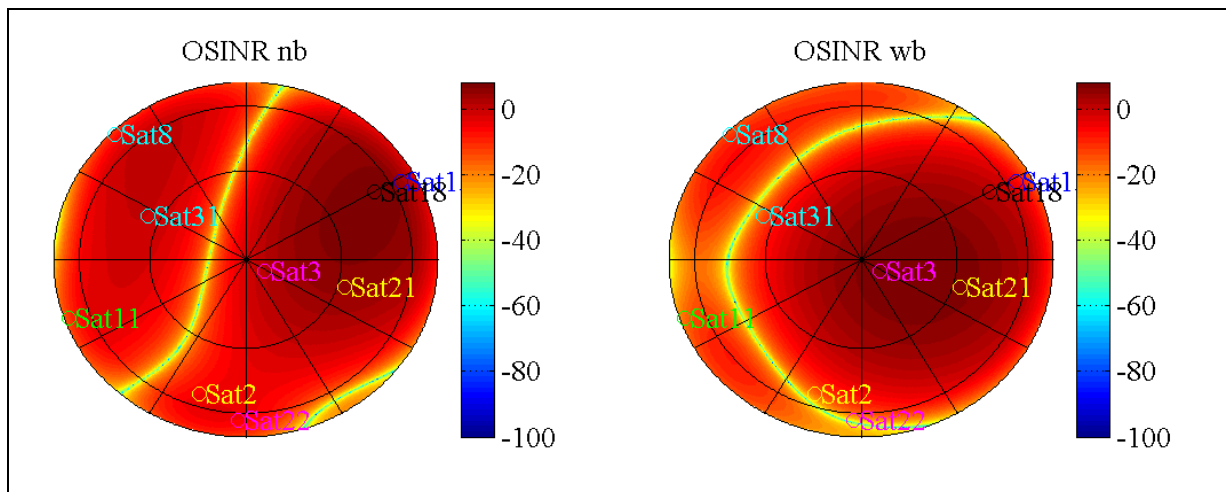 OSINR nb
OSINR wb
Sat8
Sat31
Sat1
Sat18
Sat3
Sat21
Sat11
Sat2
Sat22
0
-20
-40
-60
-80
-100
Sat8
Sat31
Sat1
Sat18
Sat3
Sat21
Sat11
Sat2
Sat22
0
-20
-40
-60
-80
-100